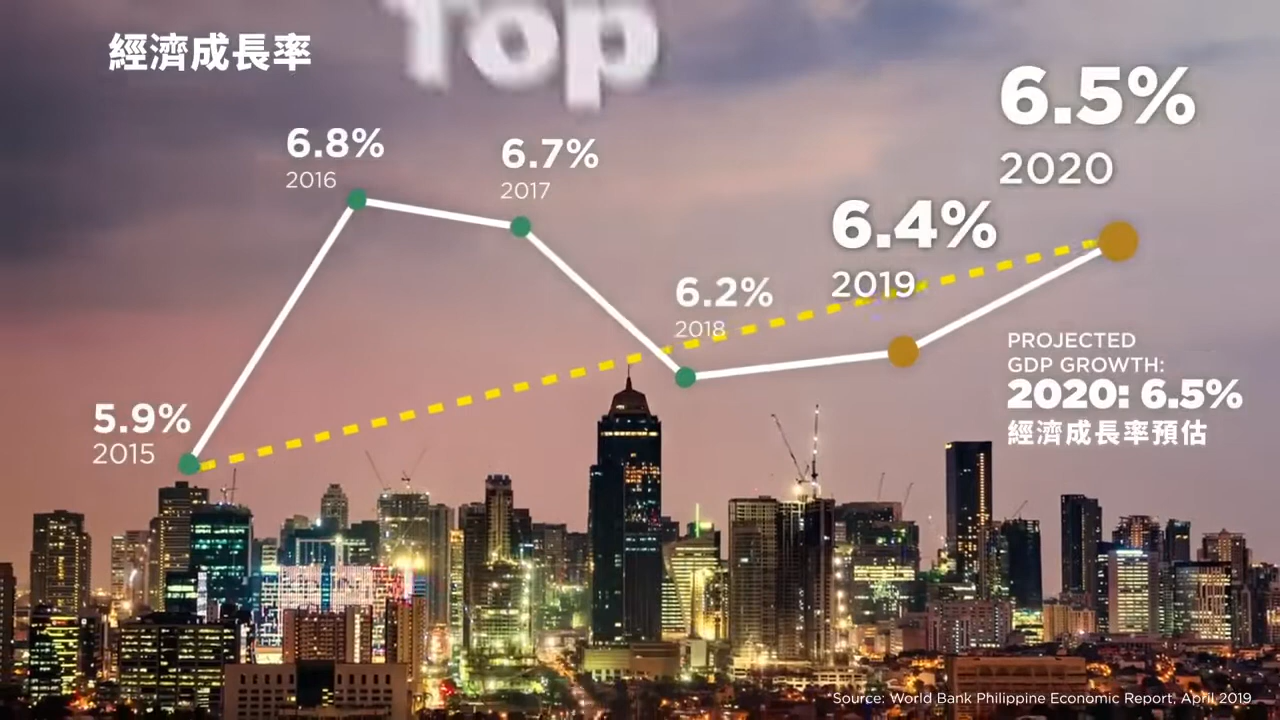 Top
經濟成長率
6.5%
2020
6.8%
2016
6.7%
2017
6.4%
2019
6.2%
2018
PROJECTED
GDP GROWTH:
2020: 6.5%
經濟成長率預估
5.9%
2015
*Source: World Bank Philippine Economic Report, April 2019